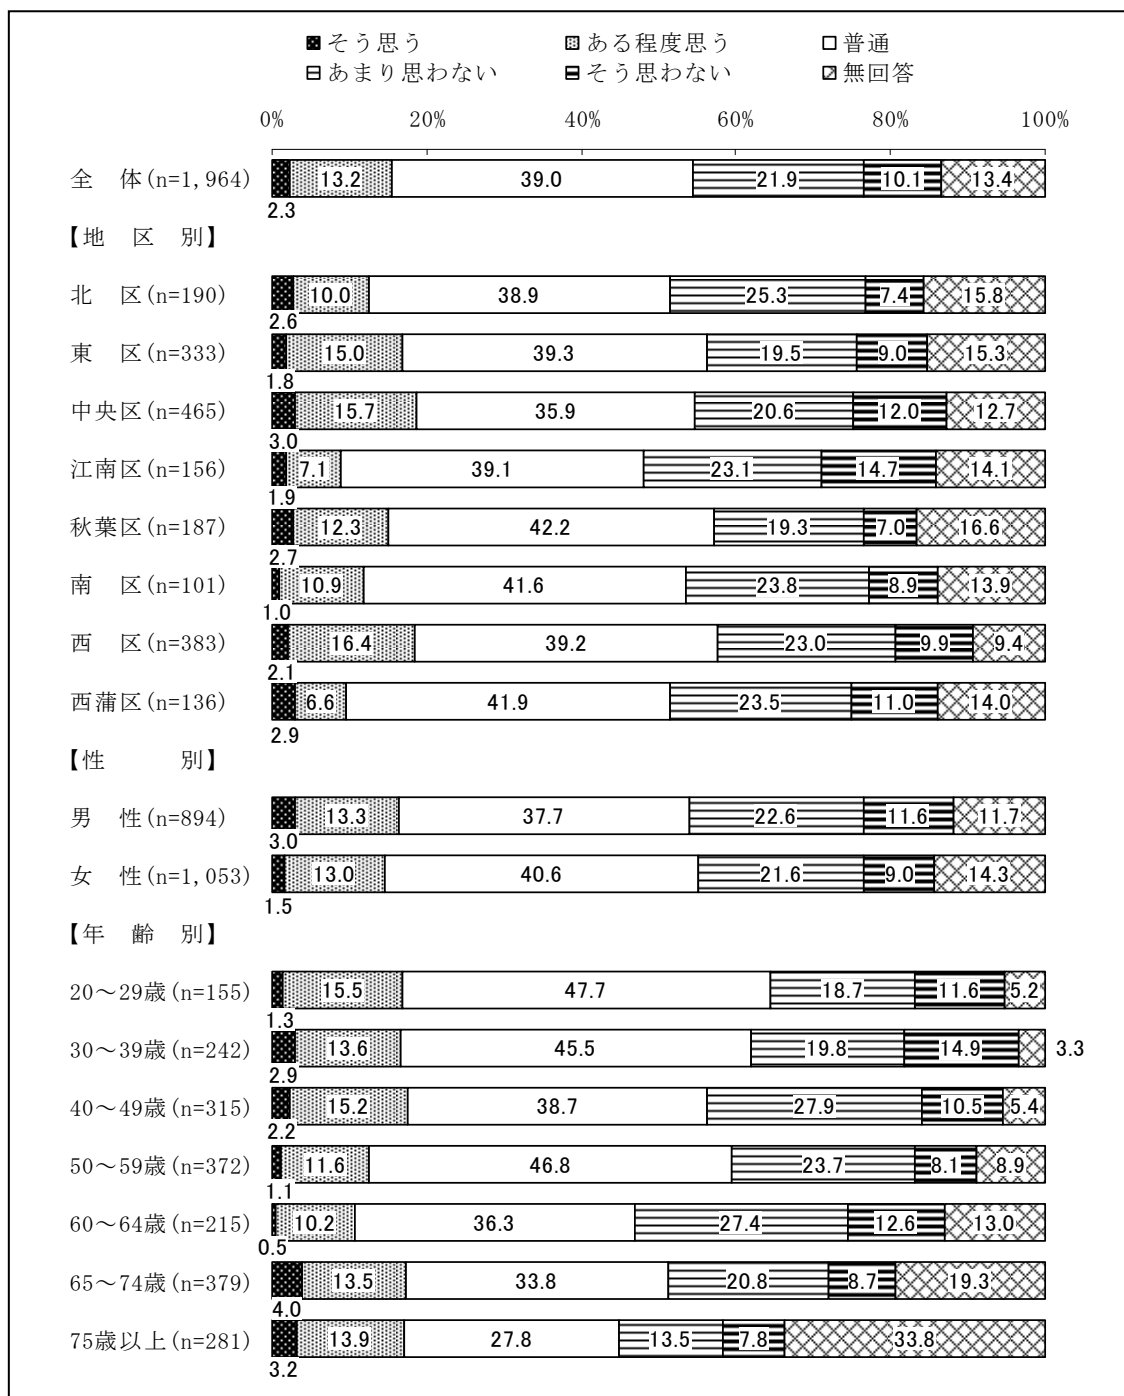 そう思う ある程度思う 普通
あまり思わない そう思わない 無回答
0% 20% 40% 60% 80% 100%
全　体(n=1,964) 13.2 39.0 21.9 10.1 13.4
2.3
【地　区　別】
北　区(n=190) 10.0 38.9 25.3 7.4 15.8
2.6
東　区(n=333) 15.0 39.3 19.5 9.0 15.3
1.8
中央区(n=465) 15.7 35.9 20.6 12.0 12.7
3.0
江南区(n=156) 7.1 39.1 23.1 14.7 14.1
1.9
秋葉区(n=187) 12.3 42.2 19.3 7.0 16.6
2.7
南　区(n=101) 10.9 41.6 23.8 8.9 13.9
1.0
西　区(n=383) 16.4 39.2 23.0 9.9 9.4
2.1
西蒲区(n=136) 6.6 41.9 23.5 11.0 14.0
2.9
【性　　　別】
男　性(n=894) 13.3 37.7 22.6 11.6 11.7
3.0
女　性(n=1,053) 13.0 40.6 21.6 9.0 14.3
1.5
【年　齢　別】
20～29歳(n=155) 15.5 47.7 18.7 11.6 5.2
1.3
30～39歳(n=242) 13.6 45.5 19.8 14.9 3.3
2.9
40～49歳(n=315) 15.2 38.7 27.9 10.5 5.4
2.2
50～59歳(n=372) 11.6 46.8 23.7 8.1 8.9
1.1
60～64歳(n=215) 10.2 36.3 27.4 12.6 13.0
0.5
65～74歳(n=379) 13.5 33.8 20.8 8.7 19.3
4.0
75歳以上(n=281) 13.9 27.8 13.5 7.8 33.8
3.2